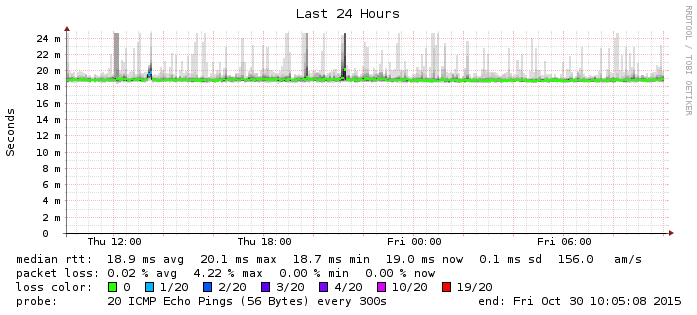 Last 24 Hours
RRDTOOL / TOBI OETIKER
Seconds
24 m
22 m
20 m
18 m
16 m
14 m
12 m
10 m
8 m
6 m
4 m
2 m
0
Thu 12:00 Thu 18:00 Fri 00:00 Fri 06:00
median rtt: 18.9 ms avg 20.1 ms max 18.7 ms min 19.0 ms now 0.1 ms sd 156.0 am/s
packet loss: 0.02 % avg 4.22 % max 0.00 % min 0.00 % now
loss color: 0 1/20 2/20 3/20 4/20 10/20 19/20
probe: 20 ICMP Echo Pings (56 Bytes) every 300s end: Fri Oct 30 10:05:08 2015